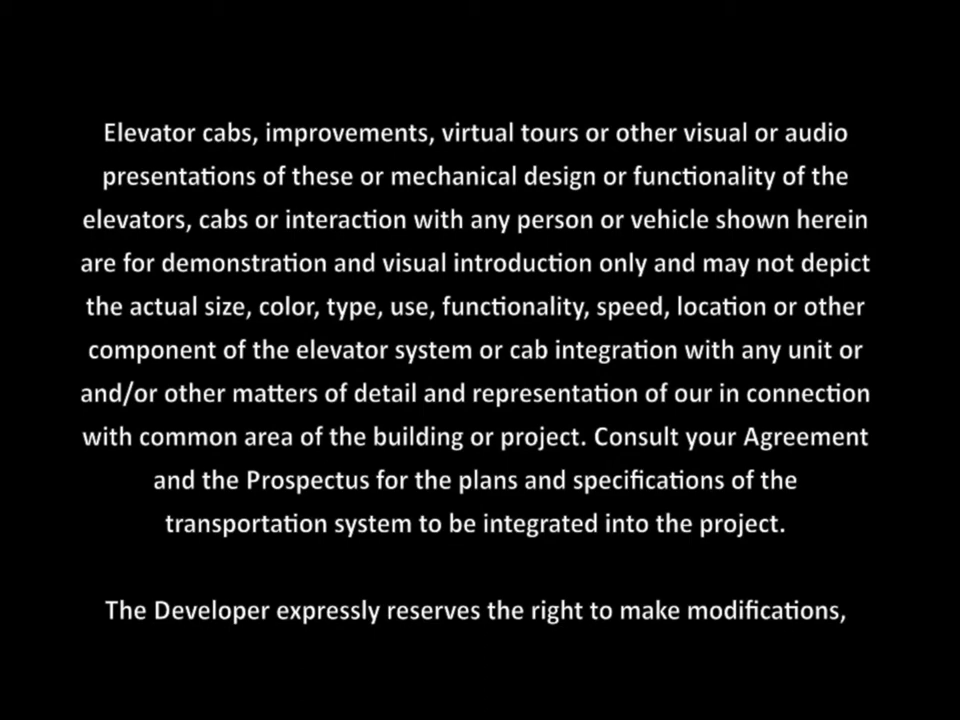 Elevator cabs, improvements, virtual tours or other visual or audio
presentations of these or mechanical design or functionality of the
elevators, cabs or interaction with any person or vehicle shown herein
are for demonstration and visual introduction only and may not depict
the actual size, color, type, use, functionality, speed, location or other
component of the elevator system or cab integration with any unit or
and/or other matters of detail and representation of our in connection
with common area of the building or project. Consult your Agreement
and the Prospectus for the plans and specifications of the
transportation system to be integrated into the project.
The Developer expressly reserves the right to make modifications,